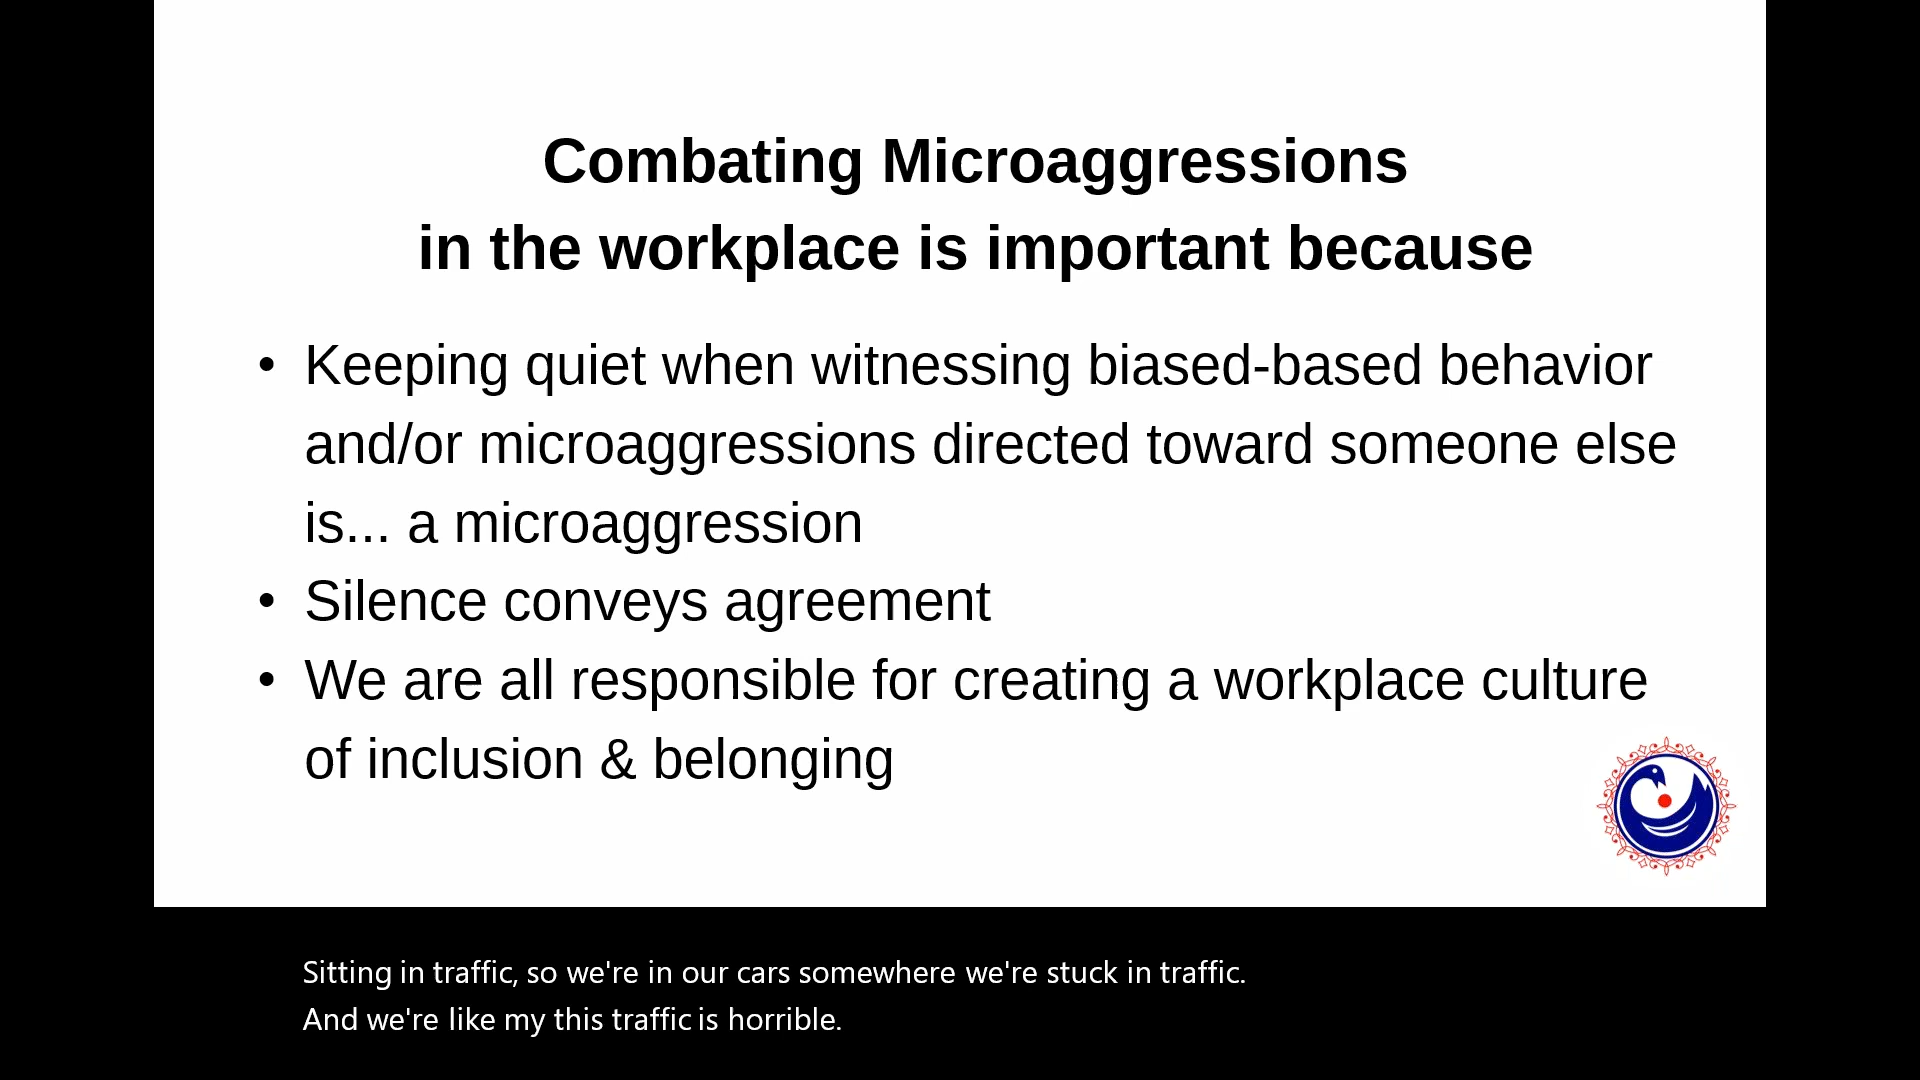 Combating Microaggressions
in the workplace is important because
• Keeping quiet when witnessing biased-based behavior
and/or microaggressions directed toward someone else
is... a microaggression
• Silence conveys agreement
• We are all responsible for creating a workplace culture
of inclusion & belonging
Sitting in traffic, so we're in our cars somewhere we're stuck in traffic.
And we're like my this traffic is horrible.